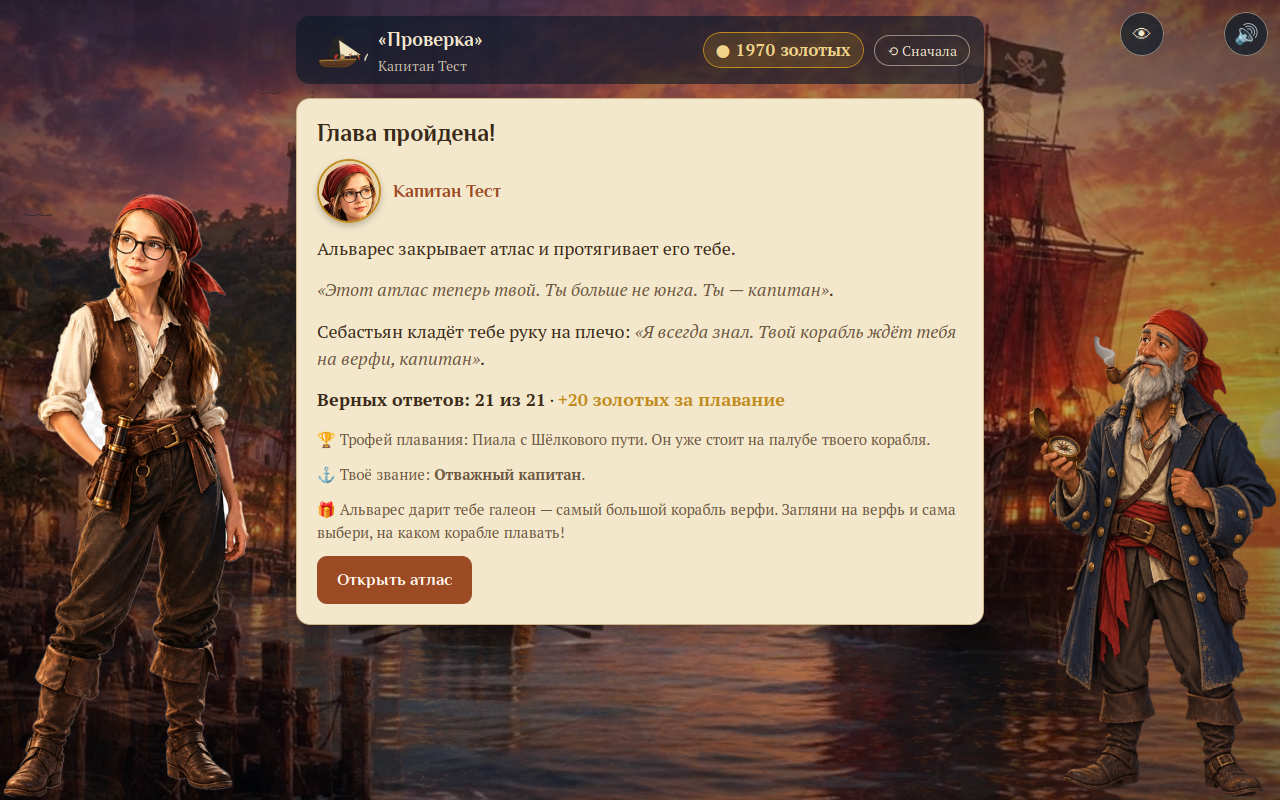 «Проверка»
Капитан Тест
1970 золотых
⟲ Сначала
Глава пройдена!
Капитан Тест
Альварес закрывает атлас и протягивает его тебе.
«Этот атлас теперь твой. Ты больше не юнга. Ты — капитан».
Себастьян кладёт тебе руку на плечо: «Я всегда знал. Твой корабль ждёт тебя
на верфи, капитан».
Верных ответов: 21 из 21 · +20 золотых за плавание
🏆 Трофей плавания: Пиала с Шёлкового пути. Он уже стоит на палубе твоего корабля.
⚓ Твоё звание: Отважный капитан.
🎁 Альварес дарит тебе галеон — самый большой корабль верфи. Загляни на верфь и сама
выбери, на каком корабле плавать!
Открыть атлас